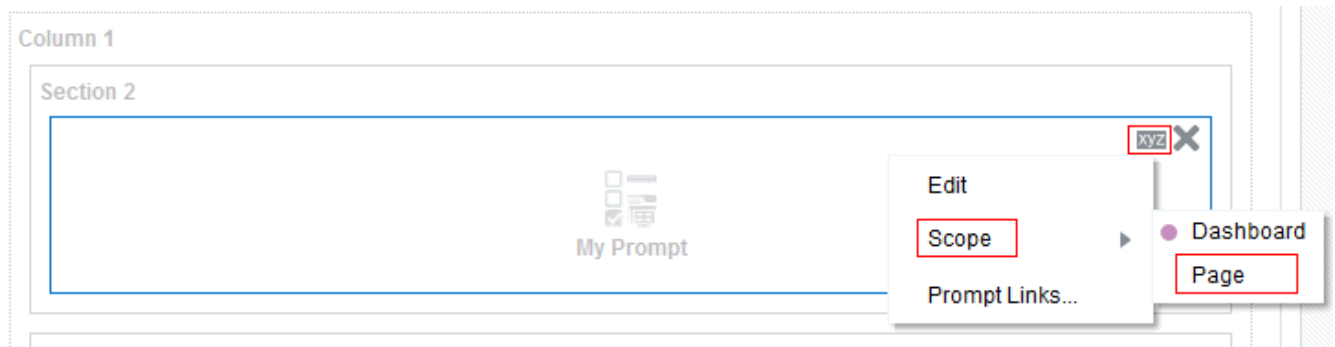 Column 1
Section 2
xyz
Edit
Scope
Dashboard
My Prompt
Page
Prompt Links...